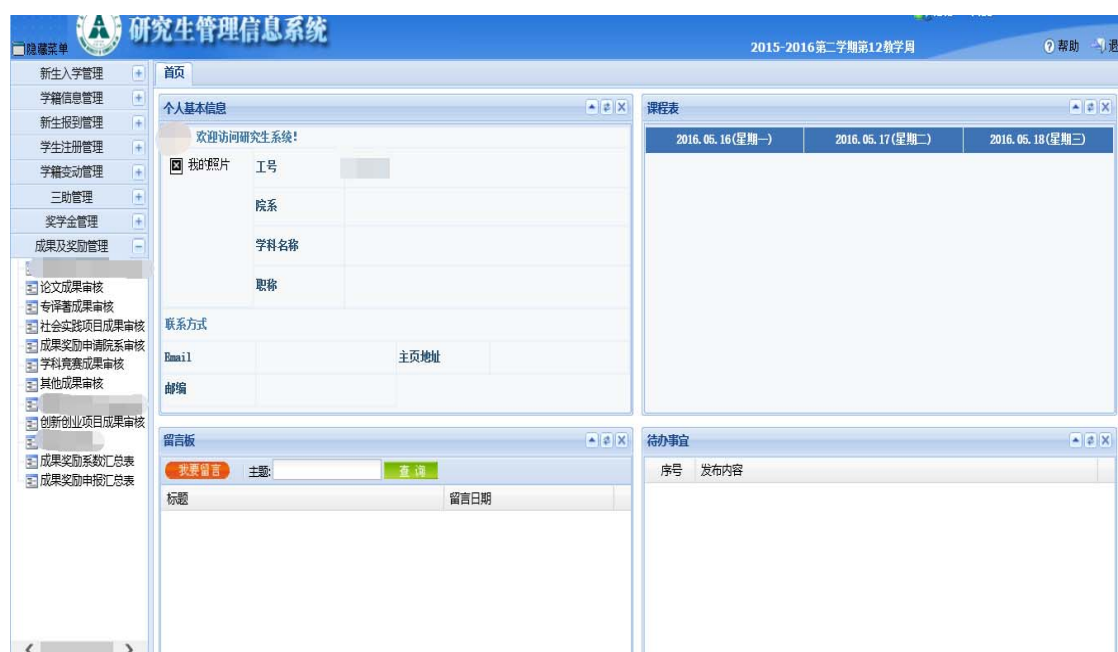 研究生管理信息系统
隐藏菜单
2015-2016第二学期第12教学周
帮助
退
新生入学管理
学籍信息管理
新生报到管理
学生注册管理
学籍变动管理
三助管理
奖学金管理
成果及奖励管理
论文成果审核
专译著成果审核
社会实践项目成果审核
成果奖励申请院系审核
学科竞赛成果审核
其他成果审核
创新创业项目成果审核
成果奖励系数汇总表
成果奖励申报汇总表
首页
个人基本信息
欢迎访问研究生系统!
我的照片
工号
院系
学科名称
职称
联系方式
Email
主页地址
邮编
课程表
2016.05.16(星期一) 2016.05.17(星期二) 2016.05.18(星期三)
留言板
我要留言 主题: 查询
标题 留言日期
待办事宜
序号 发布内容